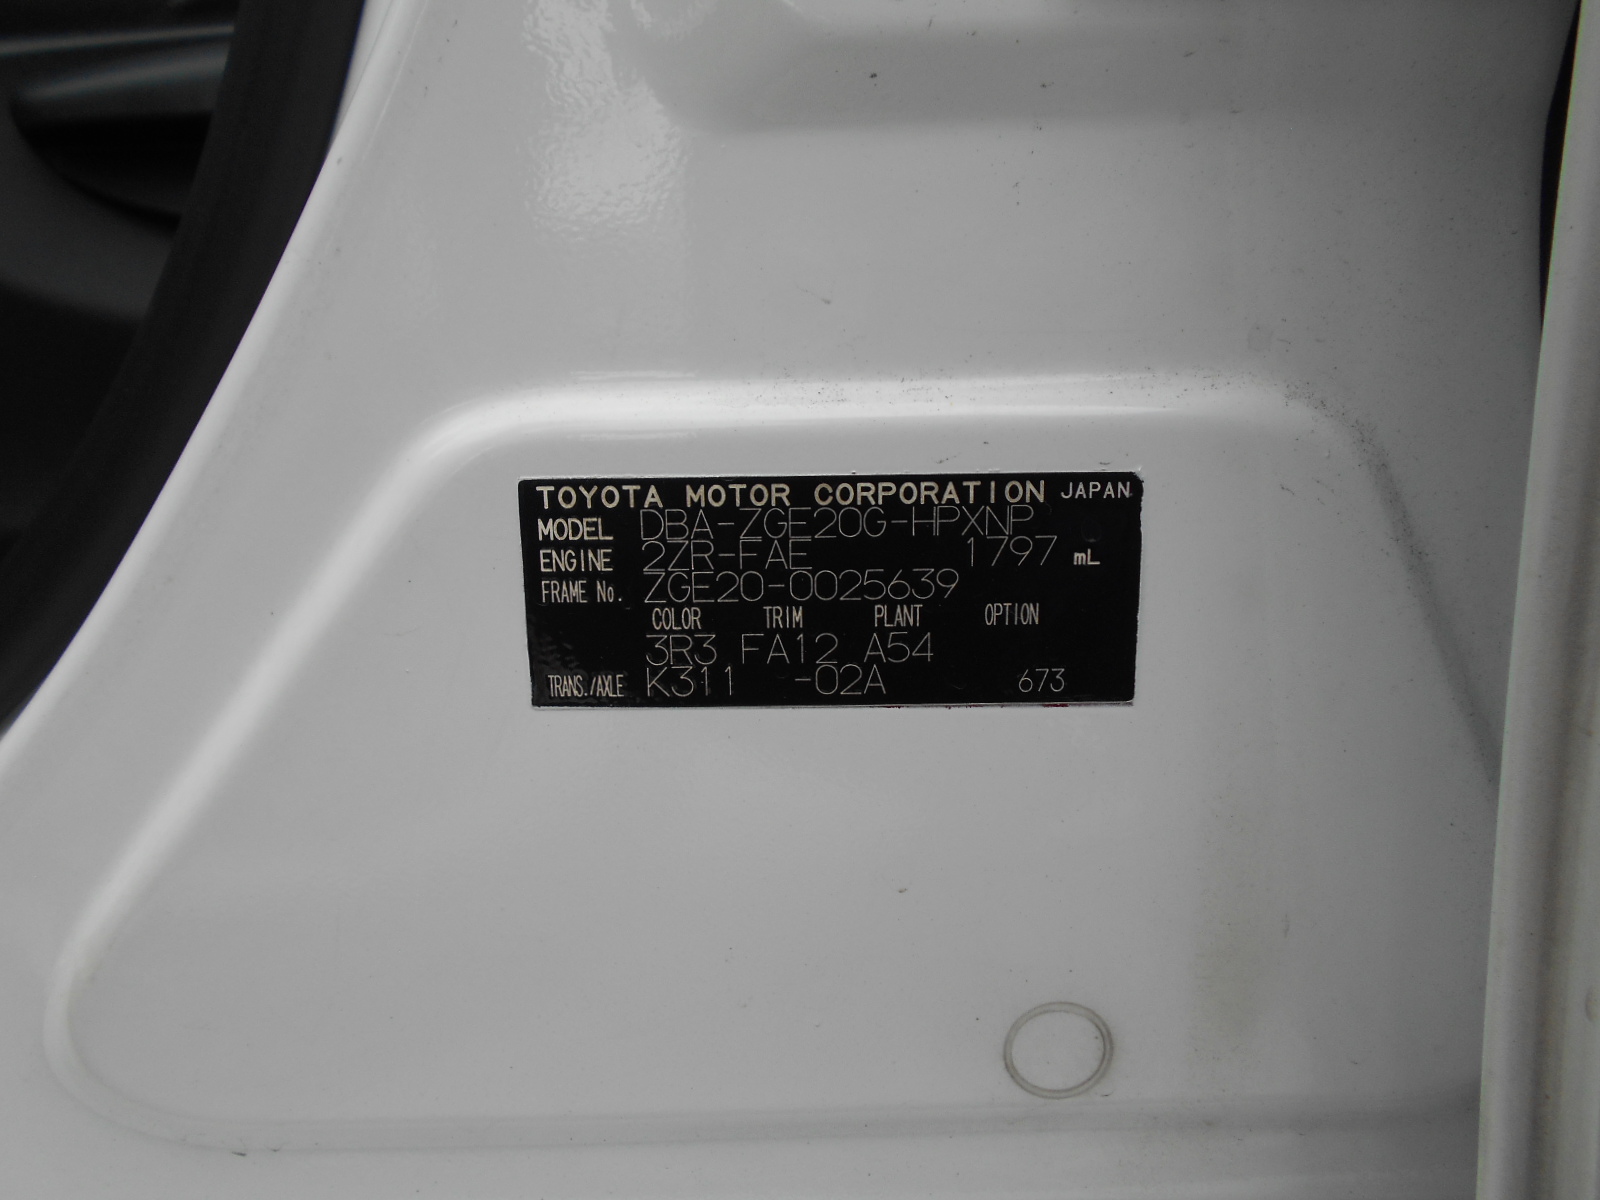 TOYOTA MOTOR CORPORATION JAPAN
MODEL DBA-ZGE20G-HPXNP
ENGINE 2ZR-FAE 1797 mL
FRAME No. ZGE20-0025639
COLOR TRIM PLANT OPTION
3R3 FA12 A54
TRANS./AXLE K311 -02A 673